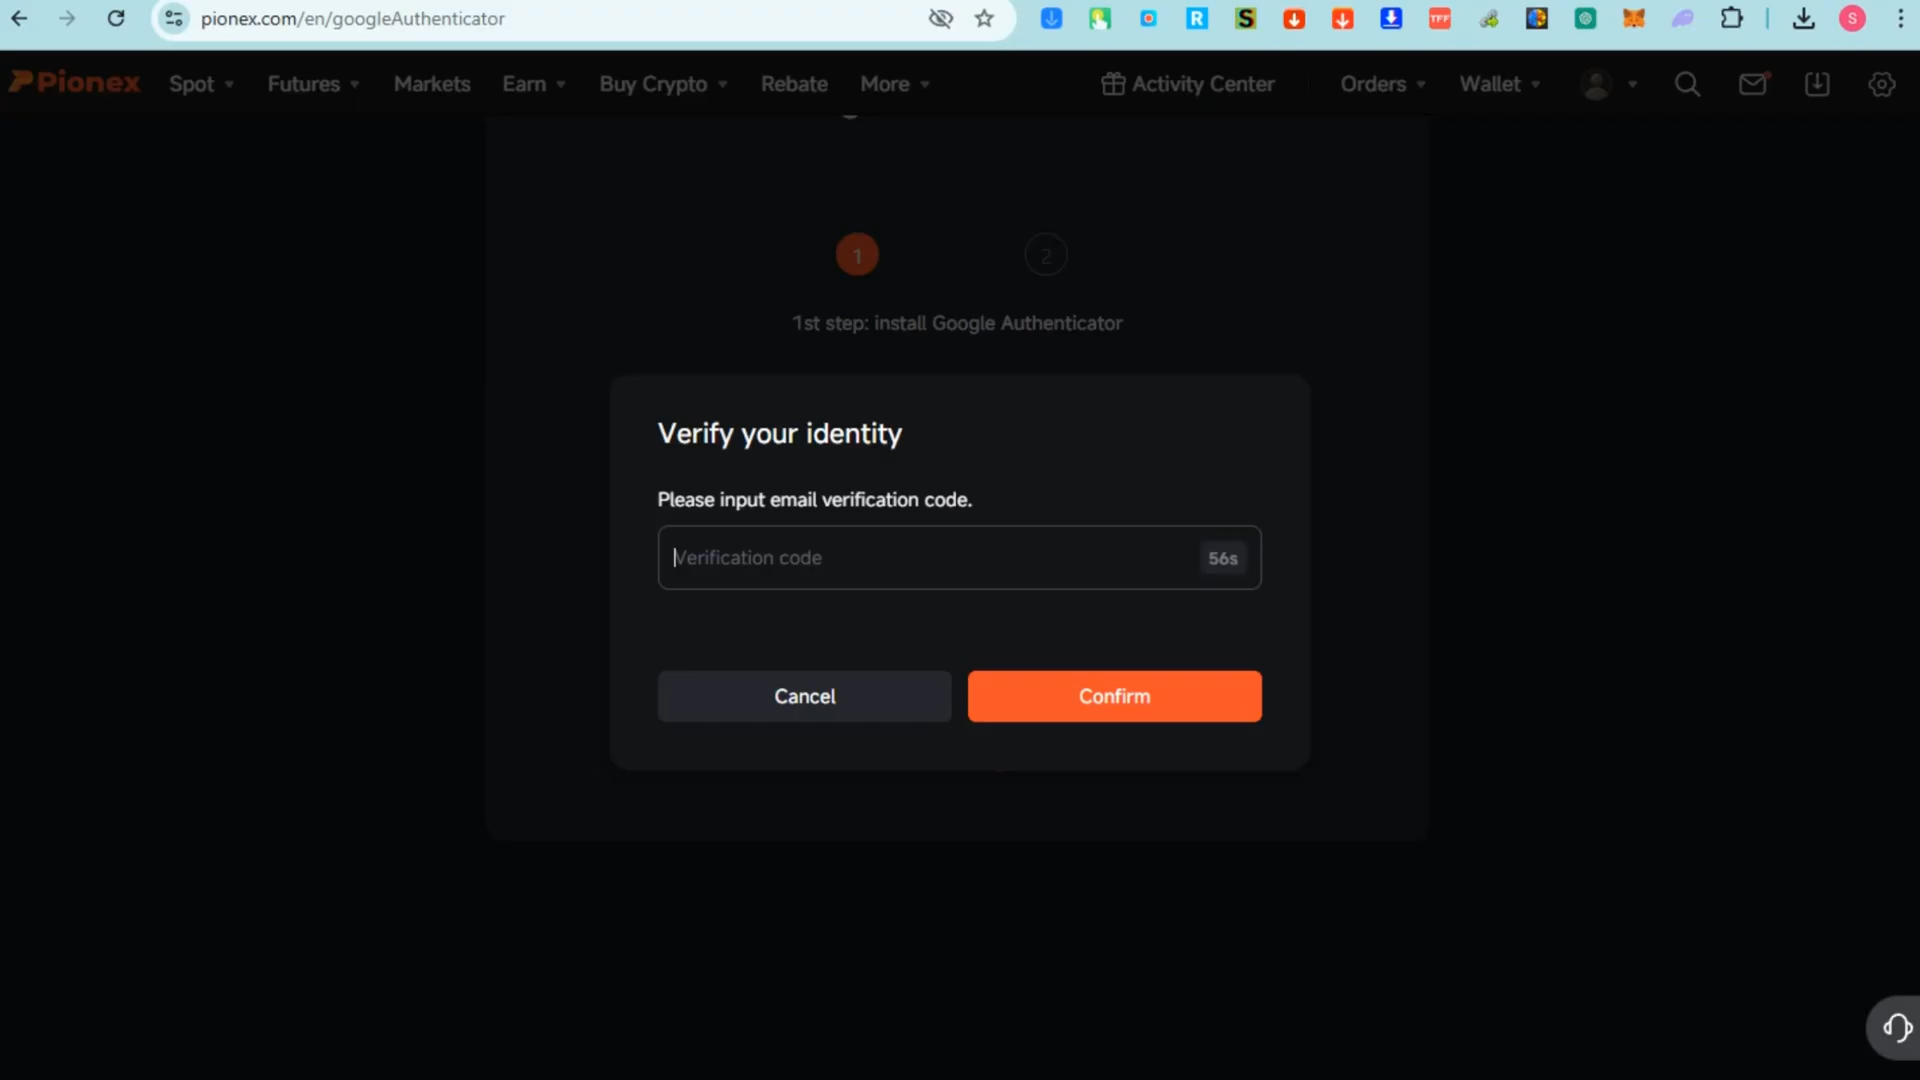 pionex.com/en/googleAuthenticator
R
S
TFF
S
Pionex
Spot
Futures
Markets
Earn
Buy Crypto
Rebate
More
Activity Center
Orders
Wallet
1
2
1st step: install Google Authenticator
Verify your identity
Please input email verification code.
Verification code
56s
Cancel
Confirm